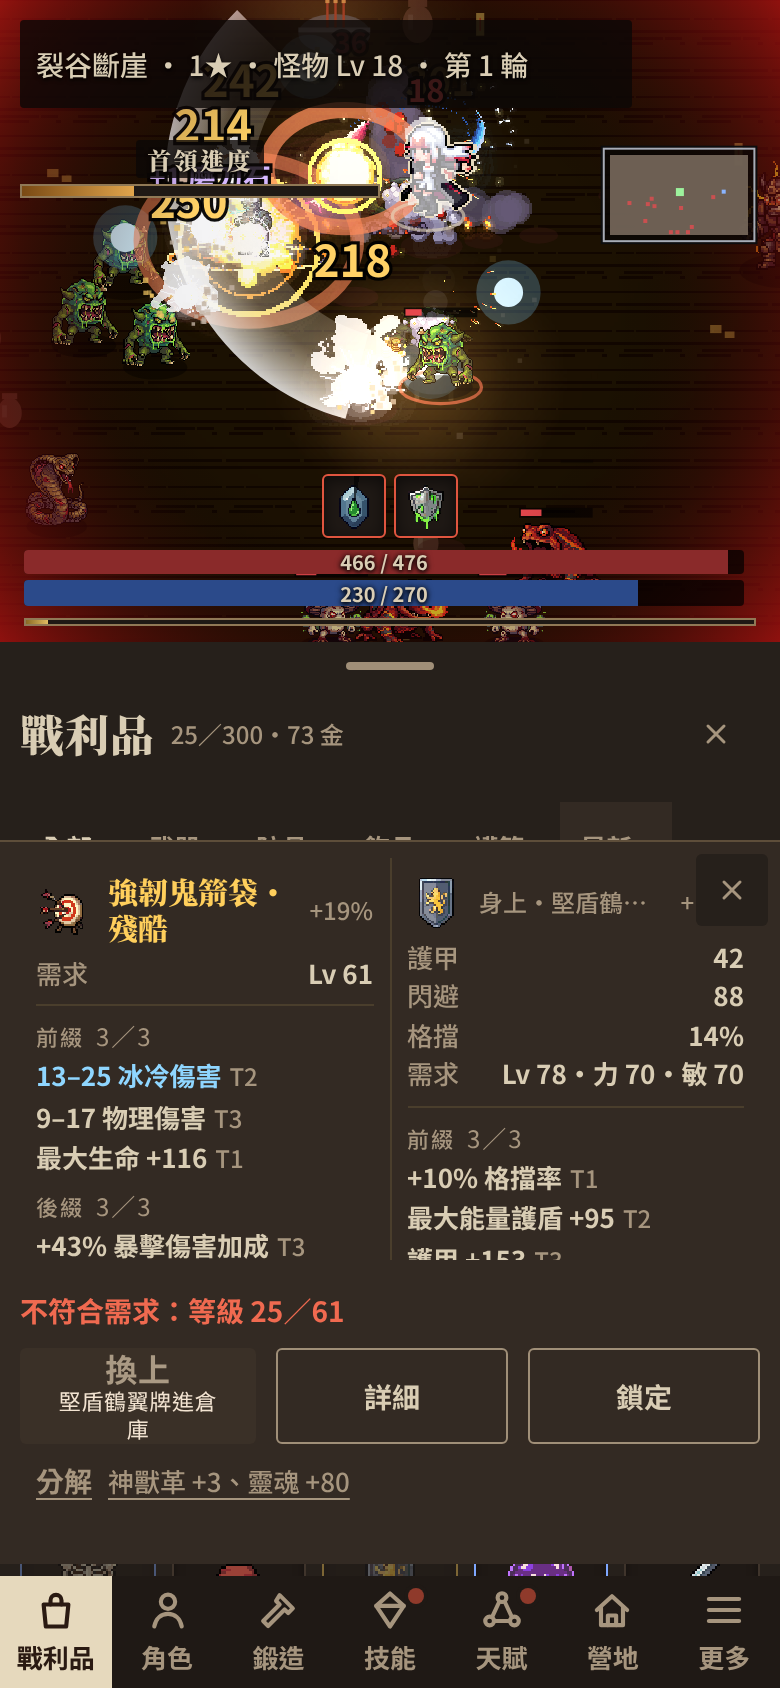 裂谷斷崖 · 1★ · 怪物 Lv 18 · 第 1 輪
36
242
18
214
首領進度
250
218
466 / 476
230 / 270
戰利品 25／300・73 金
強韌鬼箭袋・殘酷 +19%
需求 Lv 61
前綴 3／3
13–25 冰冷傷害 T2
9–17 物理傷害 T3
最大生命 +116 T1
後綴 3／3
+43% 暴擊傷害加成 T3
身上・堅盾鶴… +
護甲 42
閃避 88
格擋 14%
需求 Lv 78・力 70・敏 70
前綴 3／3
+10% 格擋率 T1
最大能量護盾 +95 T2
護甲 +153 T3
不符合需求：等級 25／61
換上
堅盾鶴翼牌進倉
庫
詳細
鎖定
分解 神獸革 +3、靈魂 +80
戰利品
角色
鍛造
技能
天賦
營地
更多